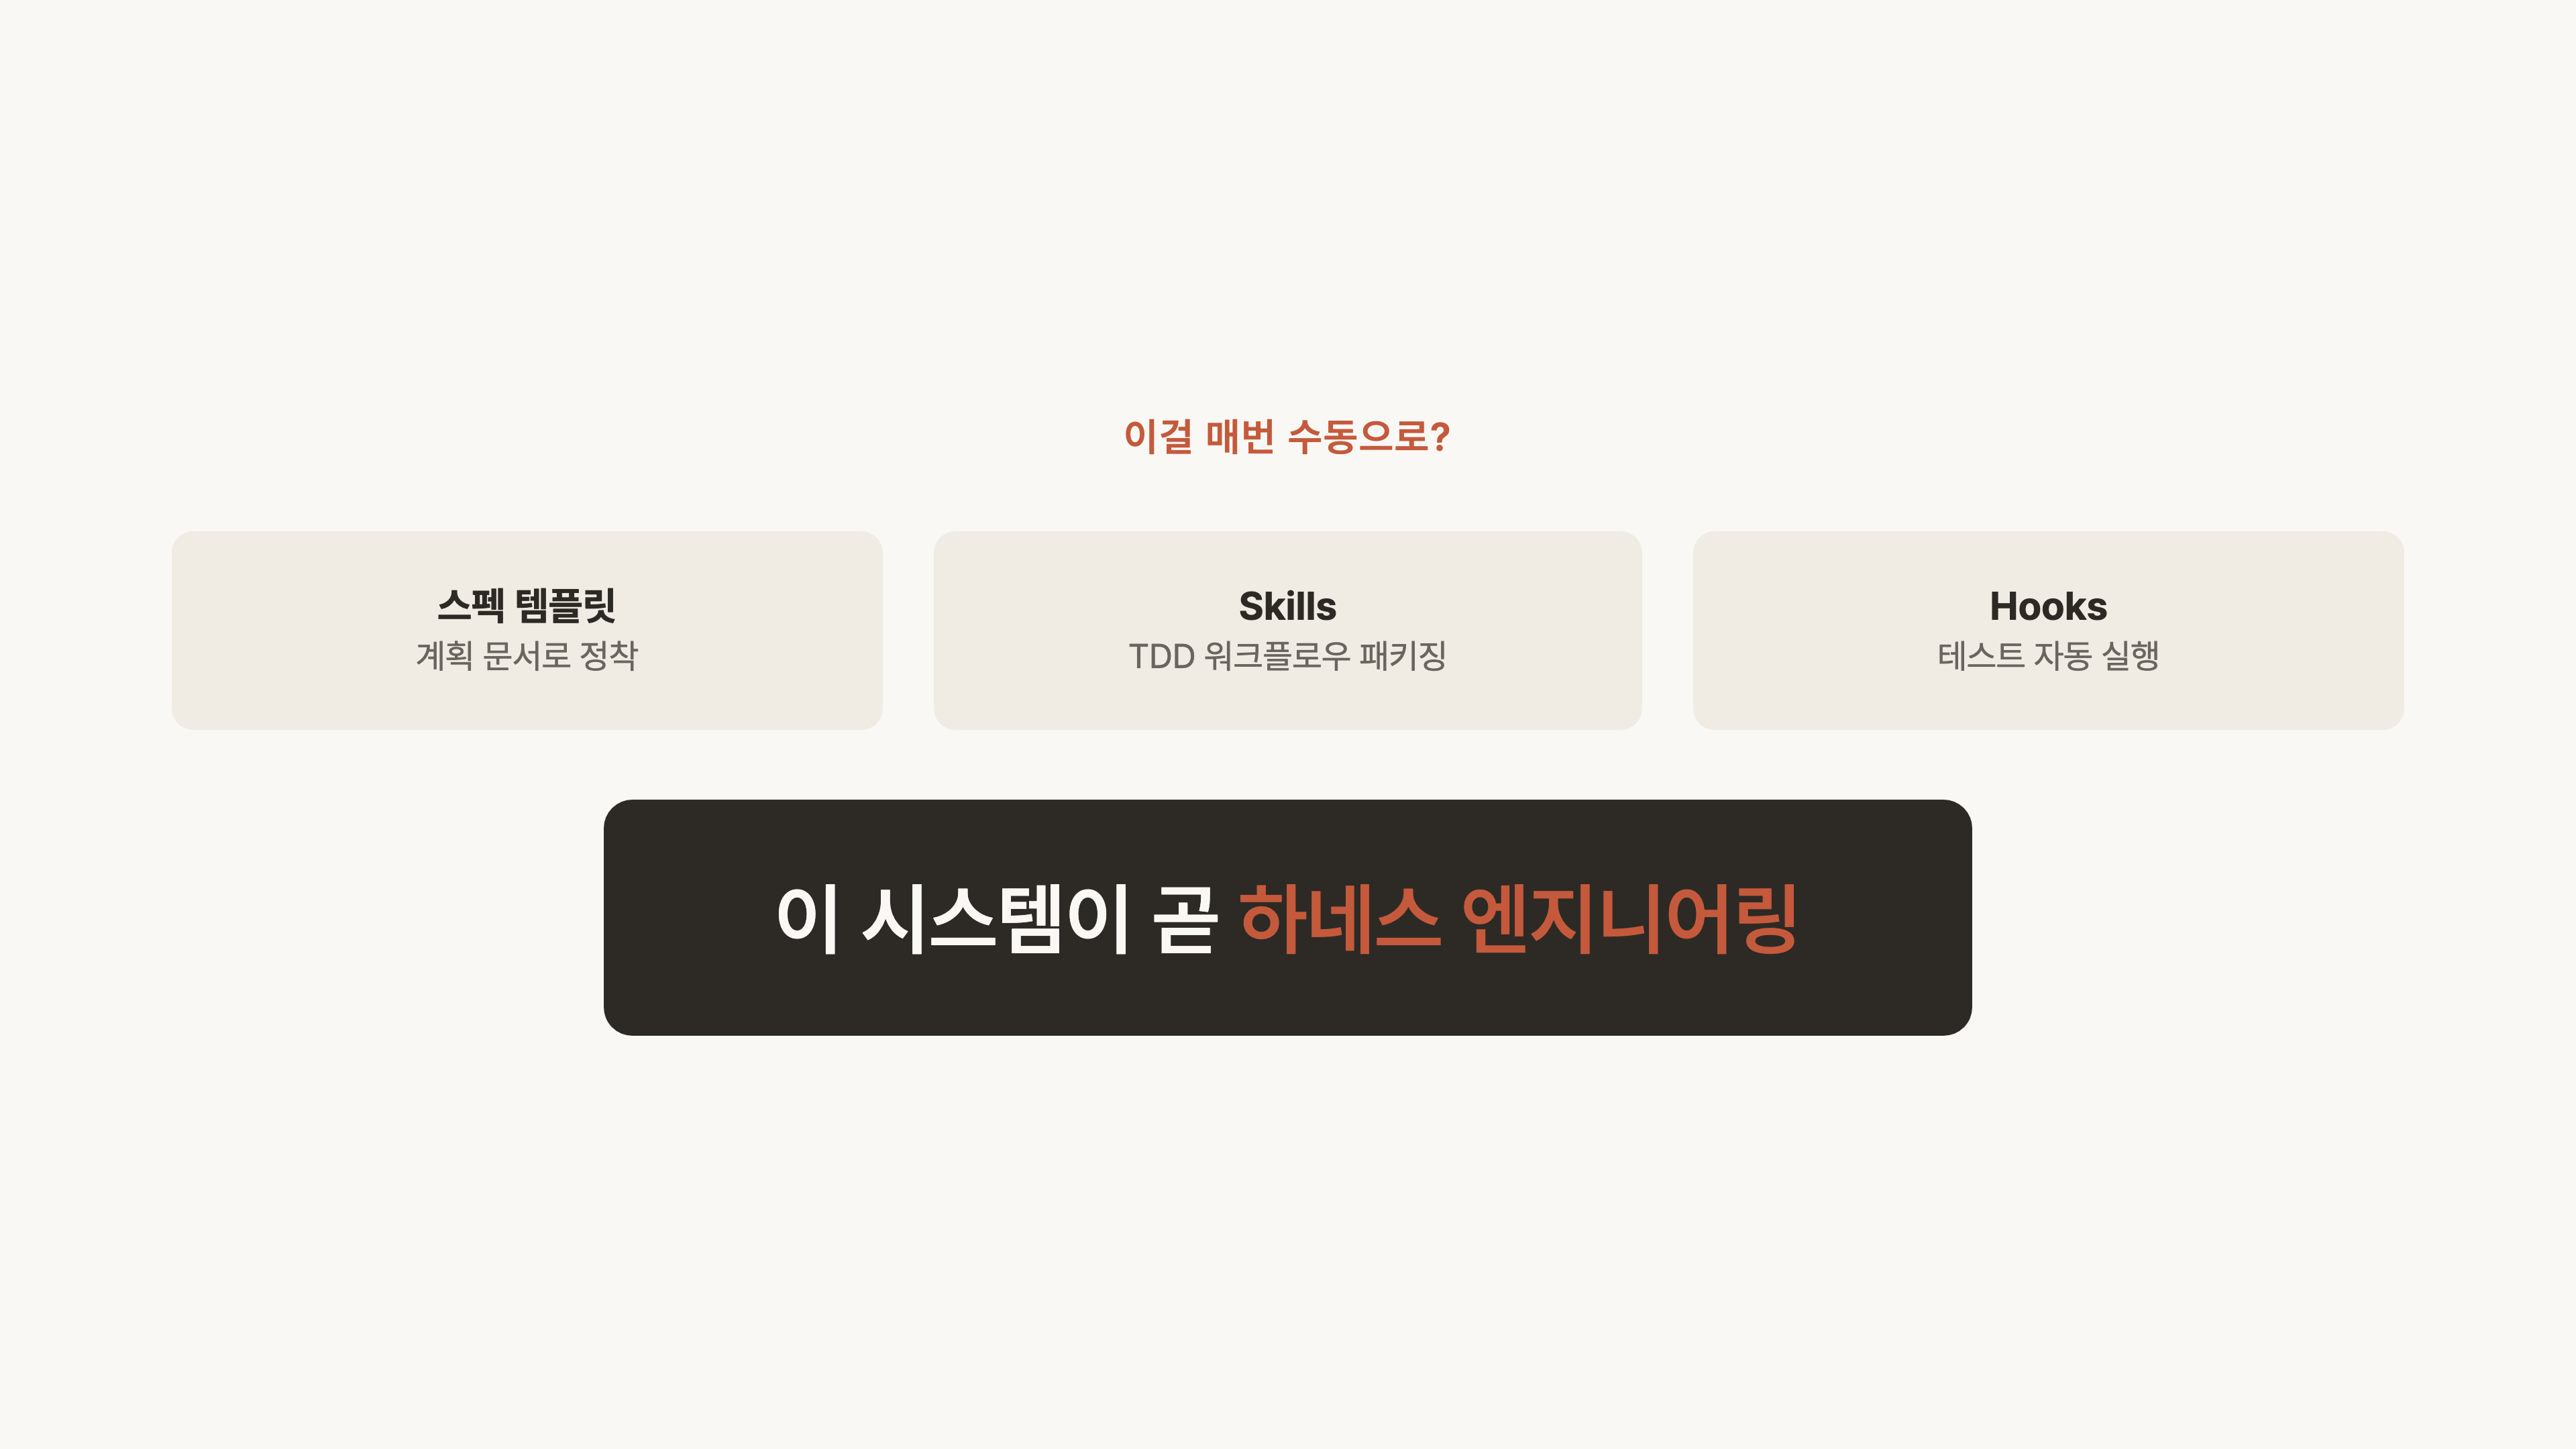 이걸 매번 수동으로?
스펙 템플릿
계획 문서로 정착
Skills
TDD 워크플로우 패키징
Hooks
테스트 자동 실행
이 시스템이 곧 하네스 엔지니어링